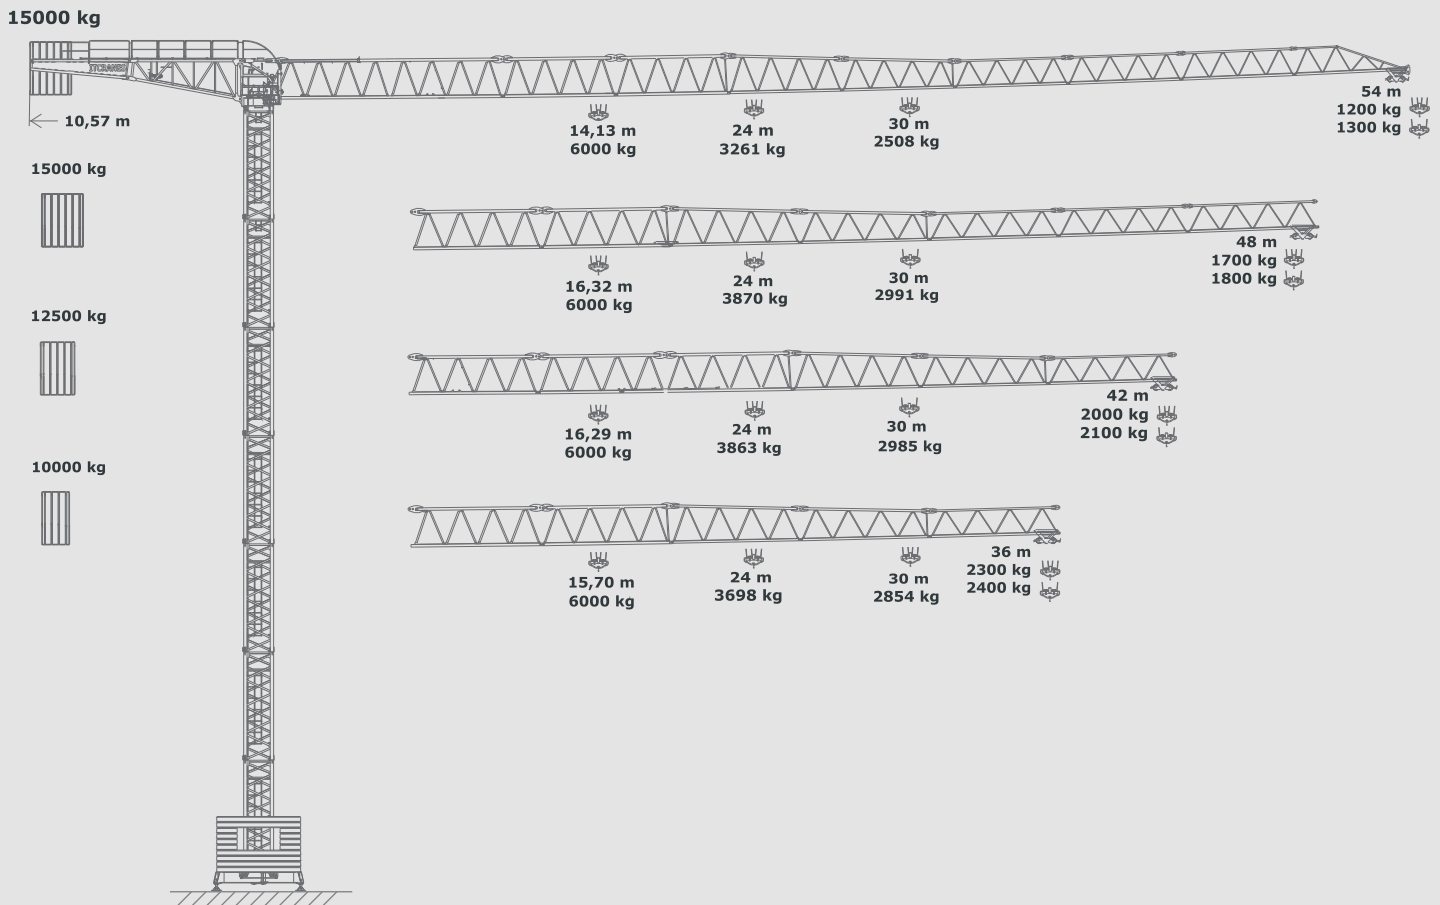 15000 kg
10,57 m
14,13 m
6000 kg
24 m
3261 kg
30 m
2508 kg
54 m
1200 kg
1300 kg
15000 kg
16,32 m
6000 kg
24 m
3870 kg
30 m
2991 kg
48 m
1700 kg
1800 kg
12500 kg
16,29 m
6000 kg
24 m
3863 kg
30 m
2985 kg
42 m
2000 kg
2100 kg
10000 kg
15,70 m
6000 kg
24 m
3698 kg
30 m
2854 kg
36 m
2300 kg
2400 kg